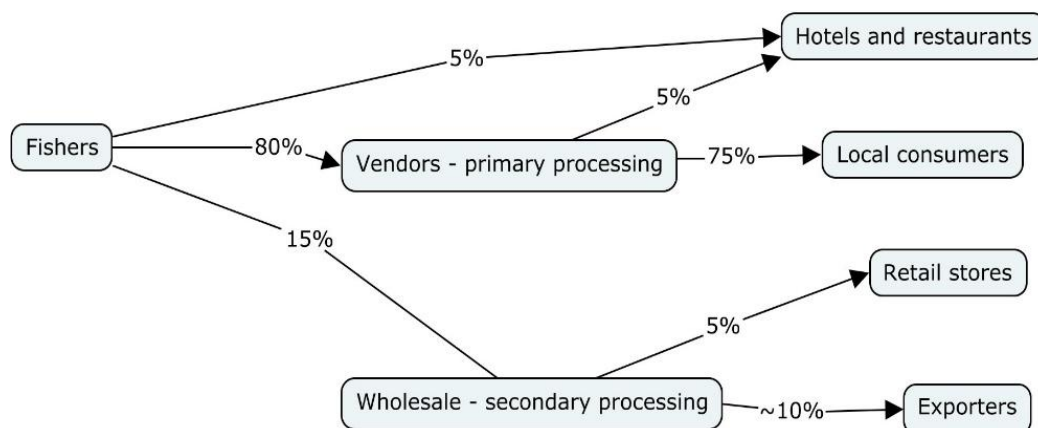 Hotels and restaurants
5%
5%
Fishers
80%
Vendors - primary processing
75%
Local consumers
15%
Retail stores
5%
Wholesale - secondary processing
~10%
Exporters